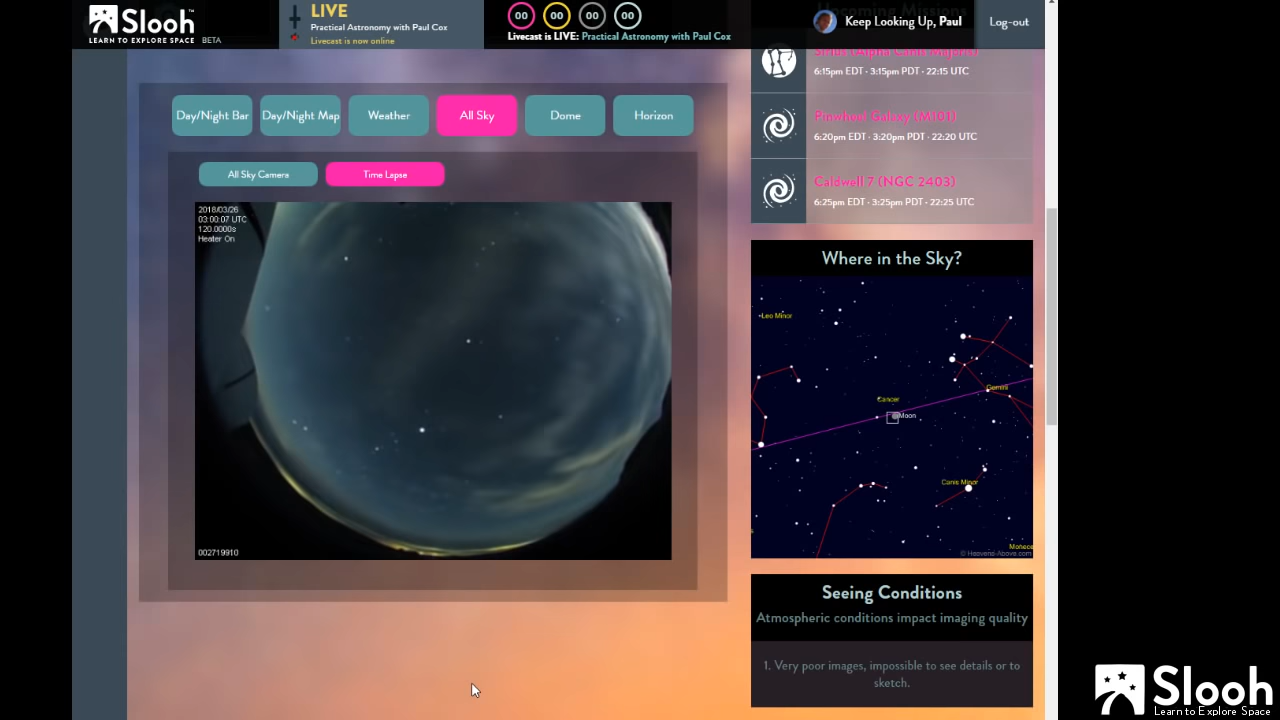 Slooh™
LEARN TO EXPLORE SPACE BETA
LIVE
Practical Astronomy with Paul Cox
Livecast is now online
00 00 00 00
Livecast is LIVE: Practical Astronomy with Paul Cox
Upcoming Missions
Keep Looking Up, Paul
Log-out
Day/Night Bar
Day/Night Map
Weather
All Sky
Dome
Horizon
All Sky Camera
Time Lapse
2018/03/26
03:00:07 UTC
120.0000s
Heater On
002719910
Sirius (Alpha Canis Majoris)
6:15pm EDT · 3:15pm PDT · 22:15 UTC
Pinwheel Galaxy (M101)
6:20pm EDT · 3:20pm PDT · 22:20 UTC
Caldwell 7 (NGC 2403)
6:25pm EDT · 3:25pm PDT · 22:25 UTC
Where in the Sky?
Leo Minor
Gemini
Cancer
Moon
Canis Minor
Monoce
© Heavens-Above.com
Seeing Conditions
Atmospheric conditions impact imaging quality
1. Very poor images, impossible to see details or to
sketch.
Slooh
Learn to Explore Space